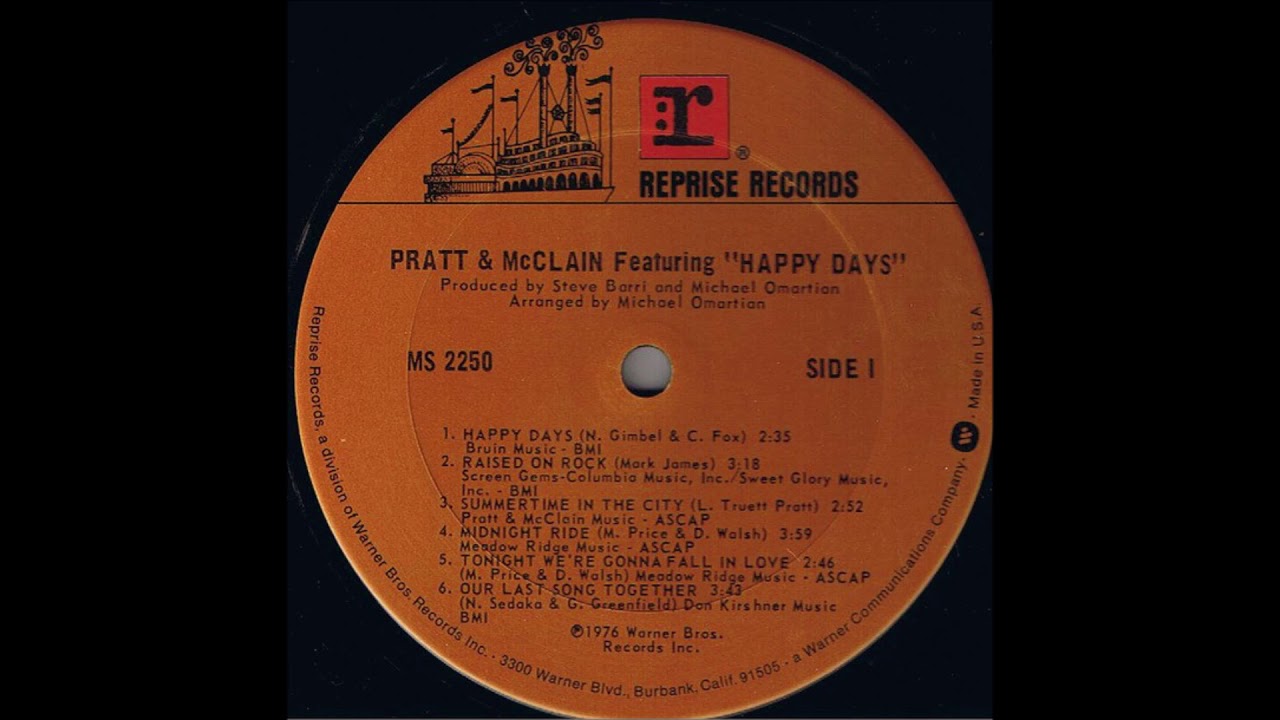 r
®
REPRISE RECORDS
PRATT & McCLAIN Featuring "HAPPY DAYS"
Produced by Steve Barri and Michael Omartian
Arranged by Michael Omartian
MS 2250
SIDE 1
1. HAPPY DAYS (N. Gimbel & C. Fox) 2:35
Bruin Music - BMI
2. RAISED ON ROCK (Mark James) 3:18
Screen Gems-Columbia Music, Inc./Sweet Glory Music,
Inc. - BMI
3. SUMMERTIME IN THE CITY (L. Truett Pratt) 2:52
Pratt & McClain Music - ASCAP
4. MIDNIGHT RIDE (M. Price & D. Walsh) 3:59
Meadow Ridge Music - ASCAP
5. TONIGHT WE'RE GONNA FALL IN LOVE 2:46
(M. Price & D. Walsh) Meadow Ridge Music - ASCAP
6. OUR LAST SONG TOGETHER 3:43
(N. Sedaka & G. Greenfield) Don Kirshner Music
BMI
℗1976 Warner Bros.
Records Inc.
Reprise Records, a division of Warner Bros. Records Inc. · 3300 Warner Blvd., Burbank, Calif. 91505 · a Warner Communications Company. · Made in U.S.A.